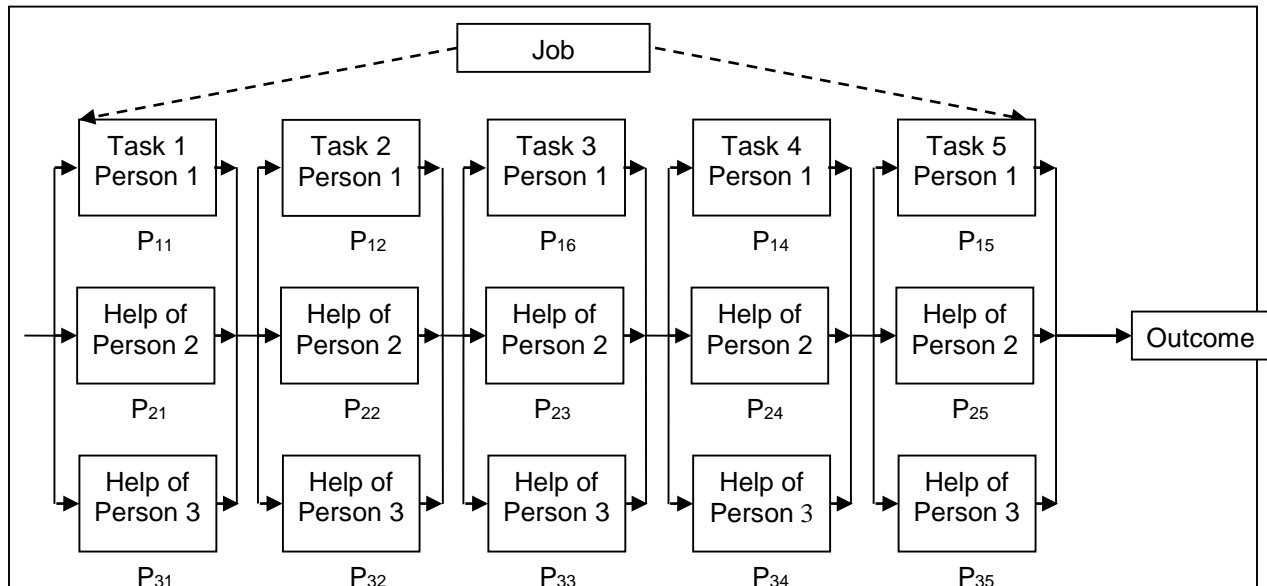 Job
Task 1
Person 1
Task 2
Person 1
Task 3
Person 1
Task 4
Person 1
Task 5
Person 1
P11
P12
P16
P14
P15
Help of
Person 2
Help of
Person 2
Help of
Person 2
Help of
Person 2
Help of
Person 2
Outcome
P21
P22
P23
P24
P25
Help of
Person 3
Help of
Person 3
Help of
Person 3
Help of
Person 3
Help of
Person 3
P31
P32
P33
P34
P35